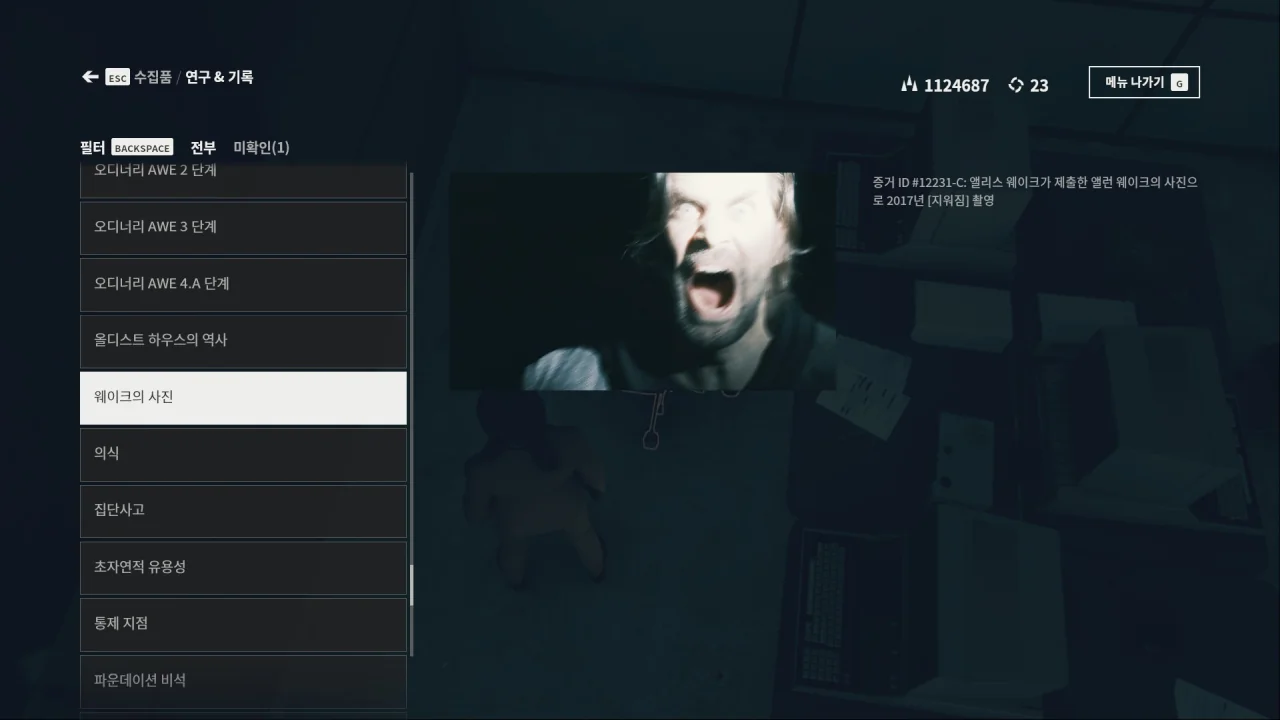 ESC 수집품 / 연구 & 기록
1124687 23 메뉴 나가기 G
필터 BACKSPACE 전부 미확인(1)
오디너리 AWE 2 단계
오디너리 AWE 3 단계
오디너리 AWE 4.A 단계
올디스트 하우스의 역사
웨이크의 사진
의식
집단사고
초자연적 유용성
통제 지점
파운데이션 비석
증거 ID #12231-C: 앨리스 웨이크가 제출한 앨런 웨이크의 사진으
로 2017년 [지워짐] 촬영